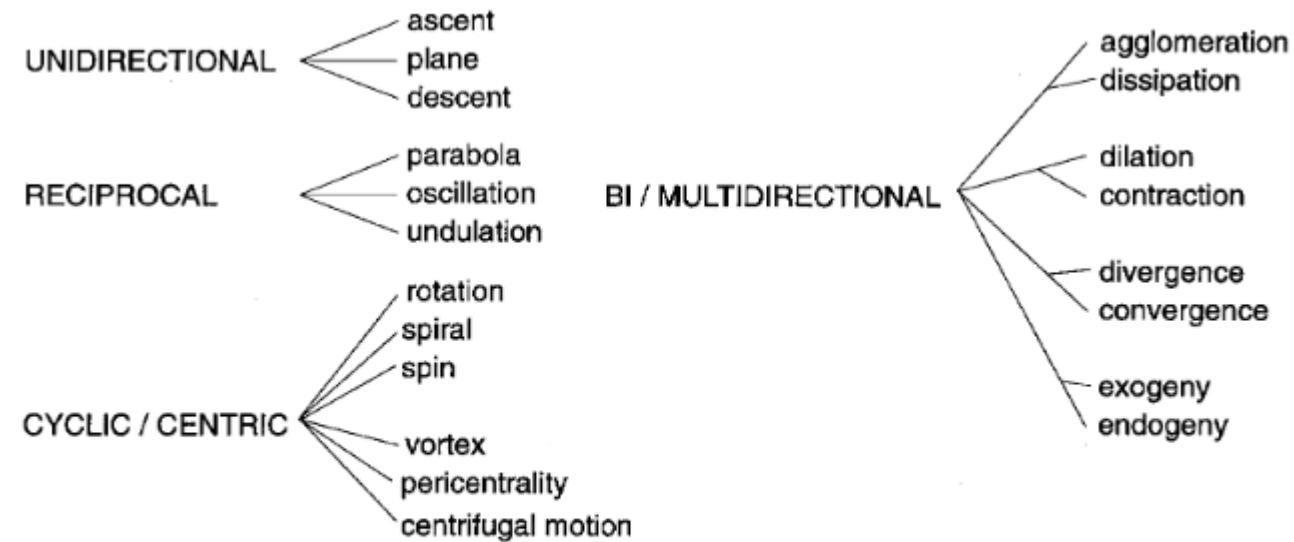 UNIDIRECTIONAL
ascent
plane
descent
RECIPROCAL
parabola
oscillation
undulation
CYCLIC / CENTRIC
rotation
spiral
spin
vortex
pericentrality
centrifugal motion
BI / MULTIDIRECTIONAL
agglomeration
dissipation
dilation
contraction
divergence
convergence
exogeny
endogeny